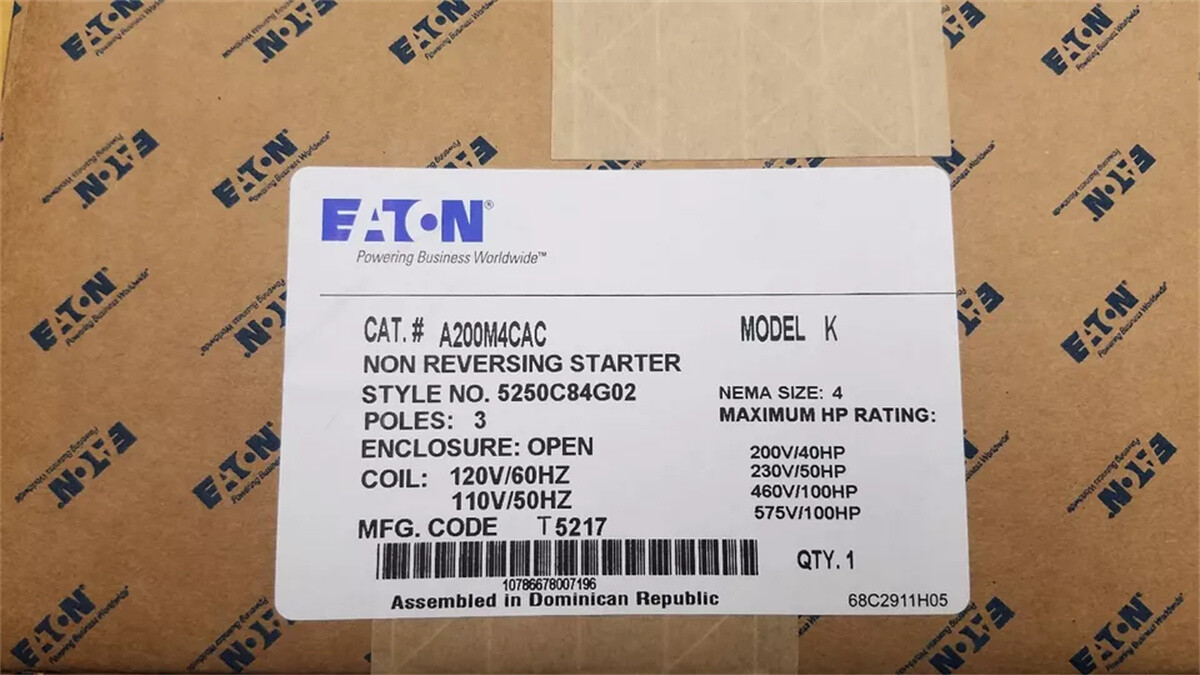 EATON®
Powering Business Worldwide™
CAT.# A200M4CAC MODEL K
NON REVERSING STARTER
STYLE NO. 5250C84G02 NEMA SIZE: 4
POLES: 3 MAXIMUM HP RATING:
ENCLOSURE: OPEN 200V/40HP
COIL: 120V/60HZ 230V/50HP
110V/50HZ 460V/100HP
MFG. CODE T5217 575V/100HP
QTY. 1
10786678007196
Assembled in Dominican Republic 68C2911H05